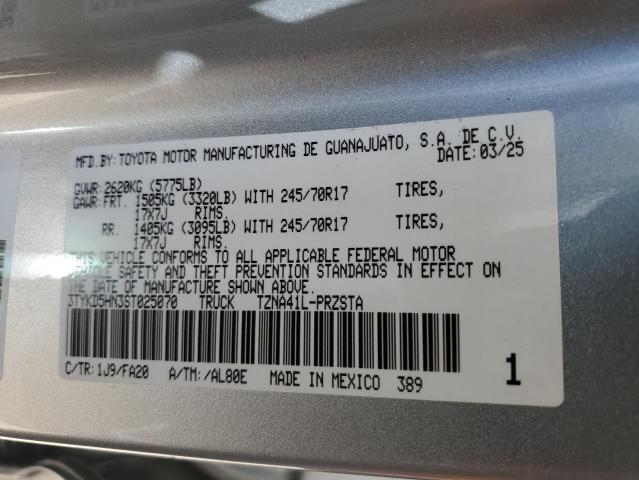 MFD.BY:TOYOTA MOTOR MANUFACTURING DE GUANAJUATO, S.A. DE C.V.
DATE:03/25
GVWR:2620KG (5775LB)
GAWR:FRT. 1505KG (3320LB) WITH 245/70R17 TIRES,
17X7J RIMS.
RR. 1405KG (3095LB) WITH 245/70R17 TIRES,
17X7J RIMS.
THIS VEHICLE CONFORMS TO ALL APPLICABLE FEDERAL MOTOR
VEHICLE SAFETY AND THEFT PREVENTION STANDARDS IN EFFECT ON
THE DATE OF MANUFACTURE SHOWN ABOVE.
3TYKD5HN3ST025070 TRUCK TZNA41L-PRZSTA
C/TR:1J9/FA20 A/TM:/AL80E MADE IN MEXICO 389 1